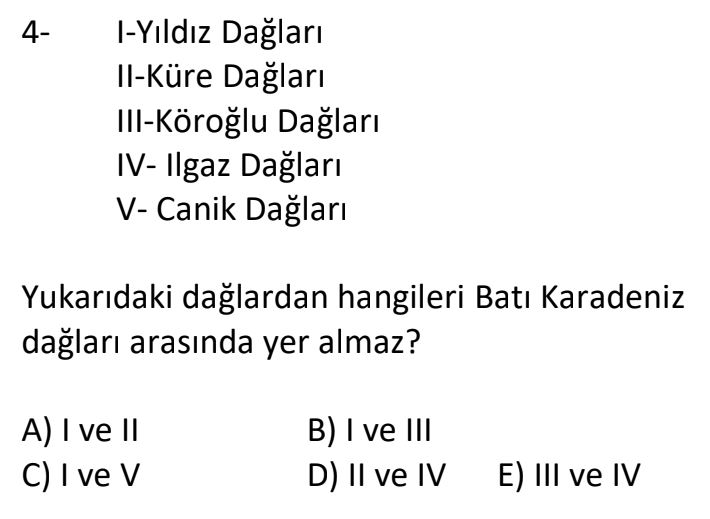 4- I-Yıldız Dağları
II-Küre Dağları
III-Köroğlu Dağları
IV- Ilgaz Dağları
V- Canik Dağları
Yukarıdaki dağlardan hangileri Batı Karadeniz
dağları arasında yer almaz?
A) I ve II B) I ve III
C) I ve V D) II ve IV E) III ve IV